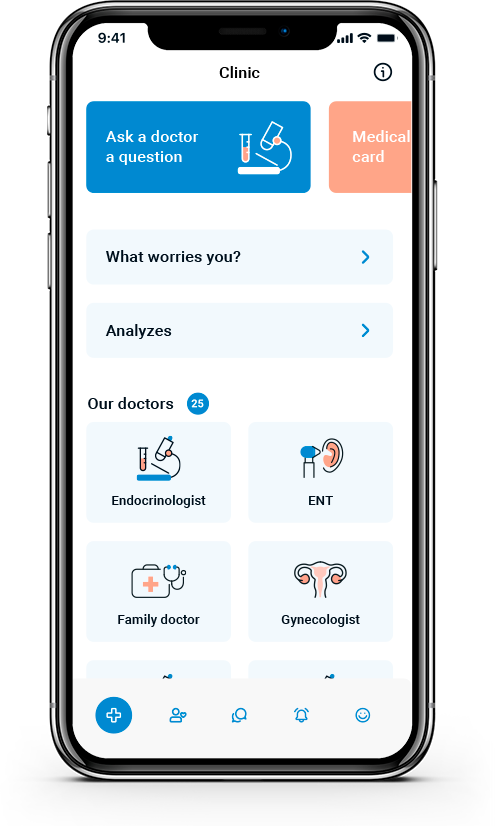 9:41
Clinic
Ask a doctor
a question
Medical
card
What worries you?
Analyzes
Our doctors 25
Endocrinologist
ENT
Family doctor
Gynecologist